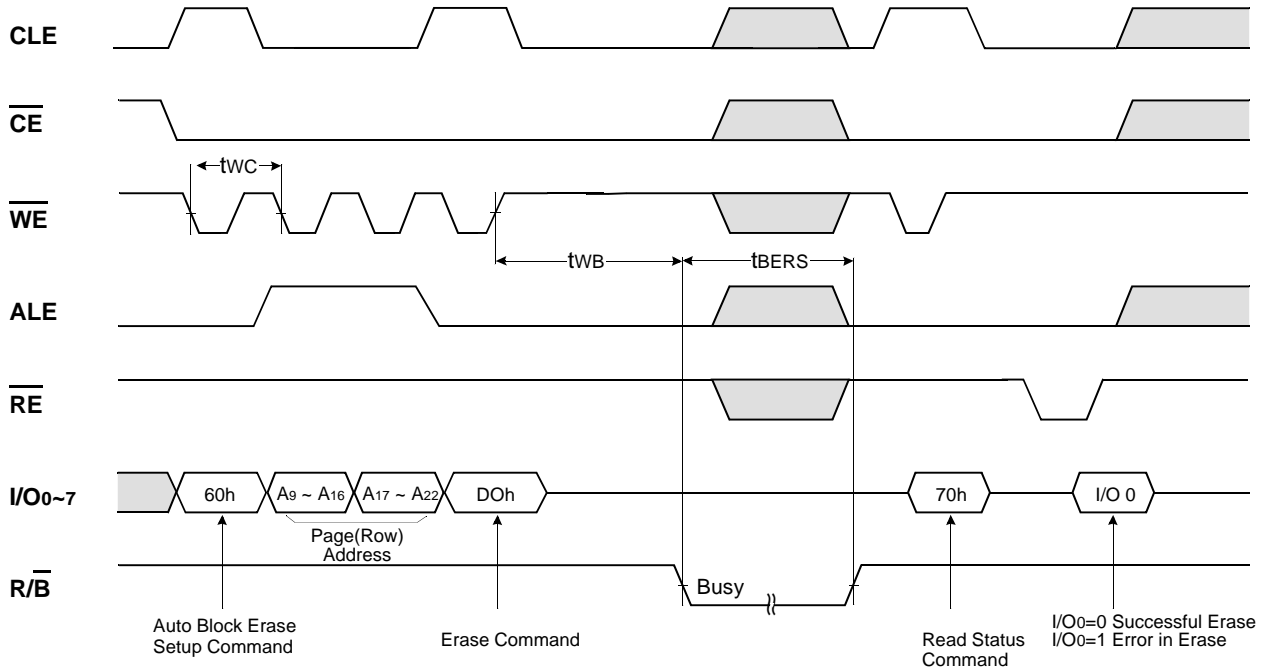 CLE
CE
tWC
WE
tWB
tBERS
ALE
RE
I/O0~7
60h
A9 ~ A16
A17 ~ A22
DOh
70h
I/O 0
Page(Row)
Address
R/B
Busy
Auto Block Erase
Setup Command
Erase Command
Read Status
Command
I/O0=0 Successful Erase
I/O0=1 Error in Erase